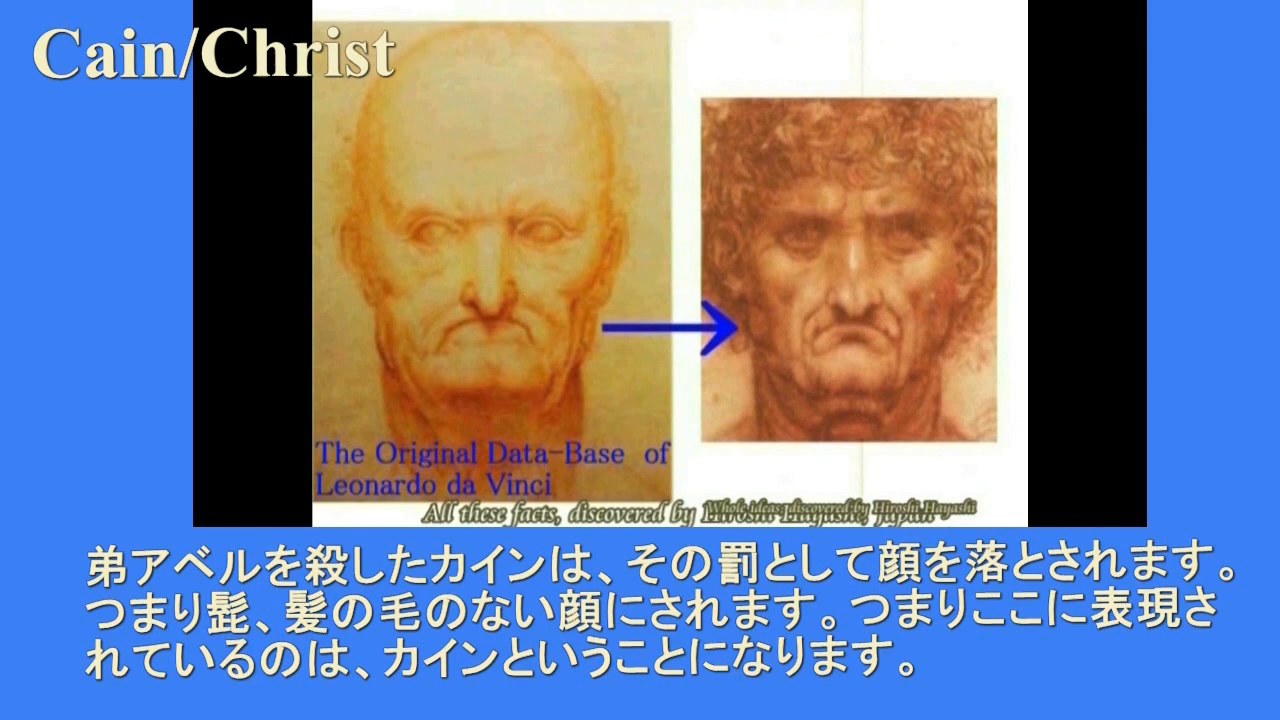 Cain/Christ
The Original Data-Base of
Leonardo da Vinci
All these facts, discovered by Hiroshi Hayashi, Japan
Whole ideas: discovered by Hiroshi Hayashi
弟アベルを殺したカインは、その罰として顔を落とされます。
つまり髭、髪の毛のない顔にされます。つまりここに表現さ
れているのは、カインということになります。